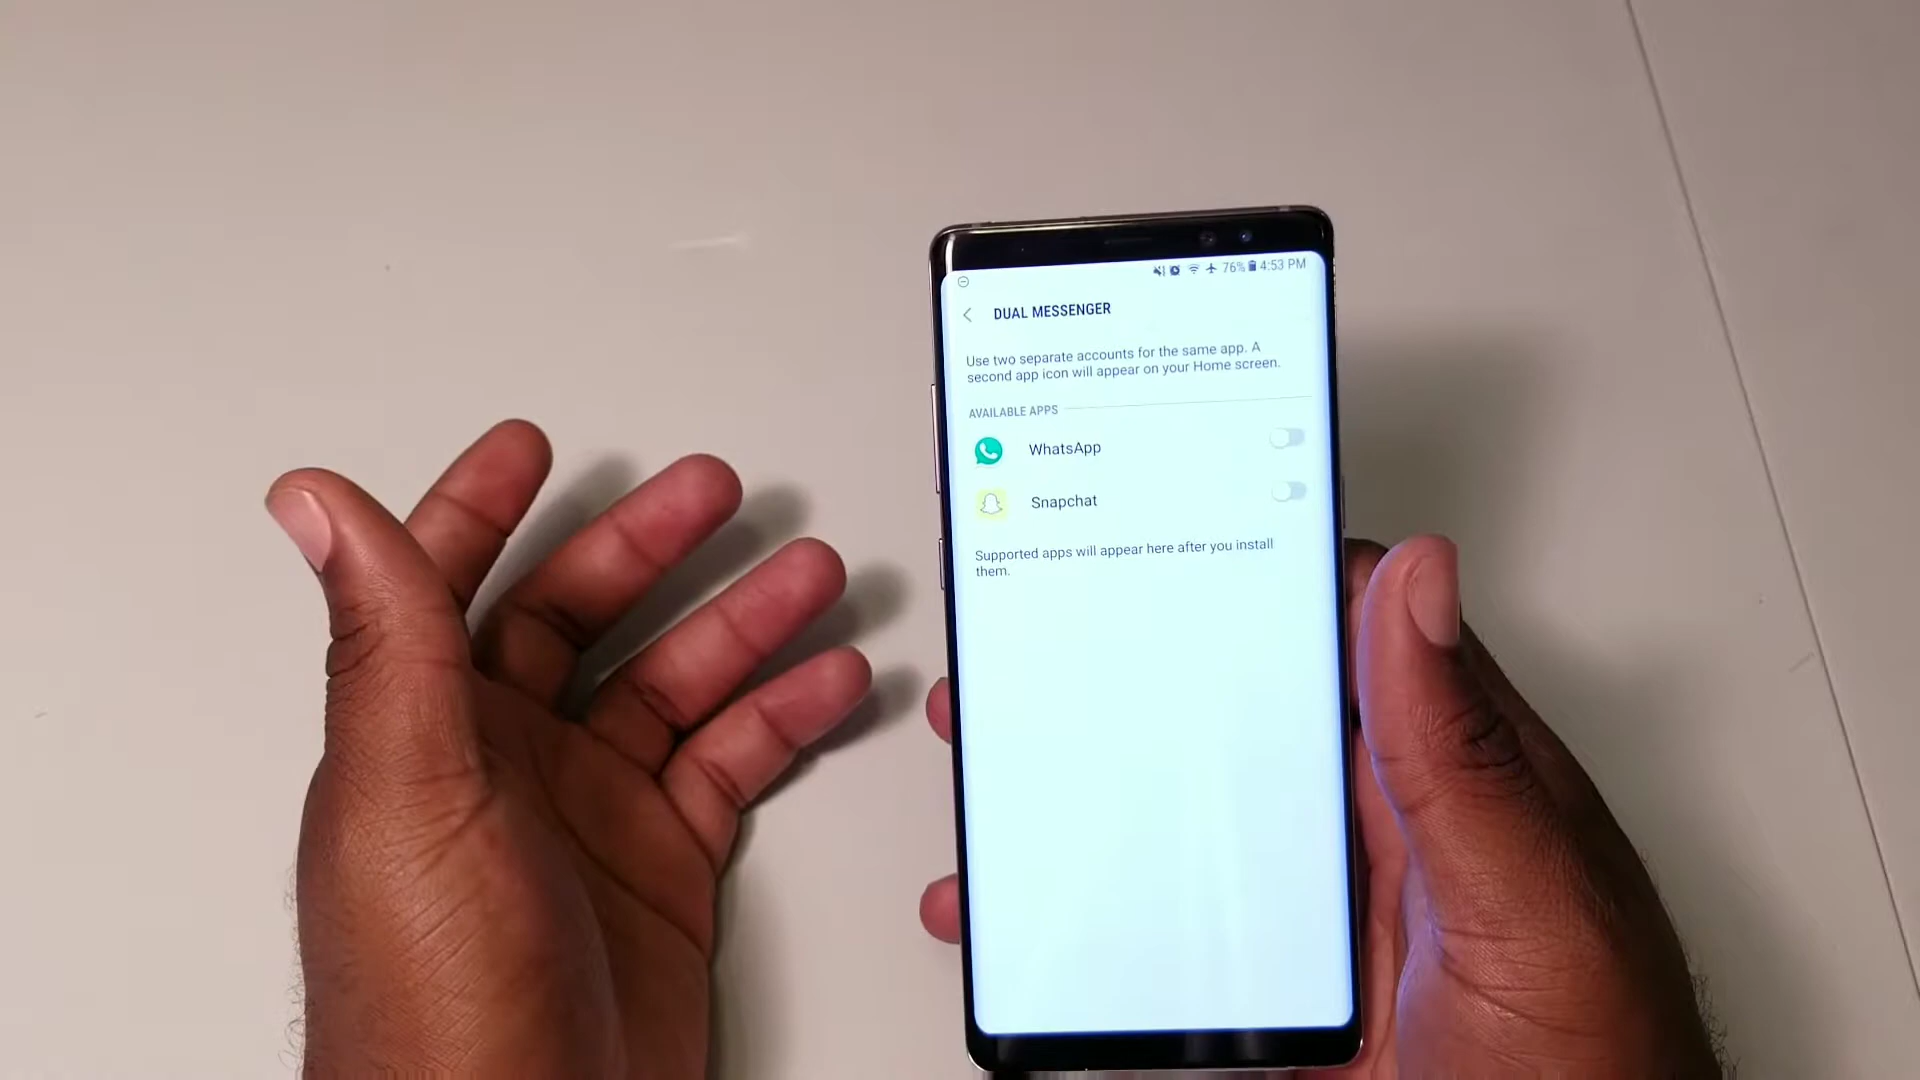 76% 4:53 PM
DUAL MESSENGER
Use two separate accounts for the same app. A
second app icon will appear on your Home screen.
AVAILABLE APPS
WhatsApp
Snapchat
Supported apps will appear here after you install
them.